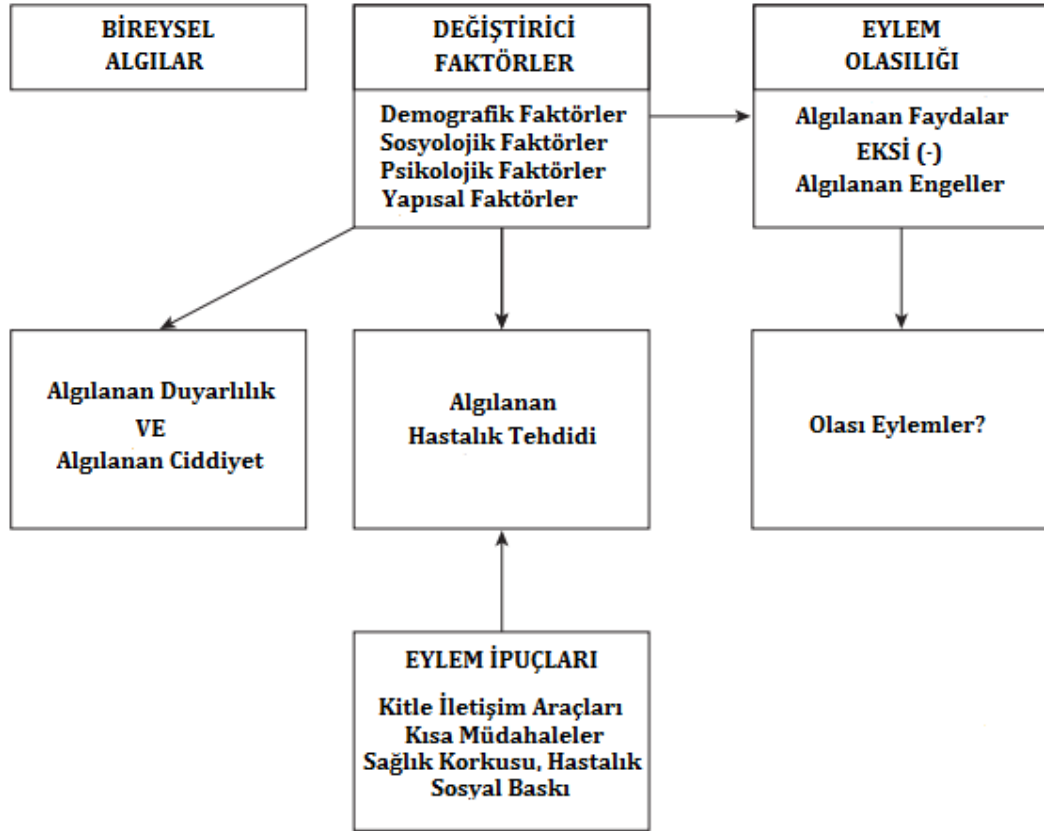 BİREYSEL
ALGILAR
DEĞİŞTİRİCİ
FAKTÖRLER
Demografik Faktörler
Sosyolojik Faktörler
Psikolojik Faktörler
Yapısal Faktörler
EYLEM
OLASILIĞI
Algılanan Faydalar
EKSİ (-)
Algılanan Engeller
Algılanan Duyarlılık
VE
Algılanan Ciddiyet
Algılanan
Hastalık Tehdidi
Olası Eylemler?
EYLEM İPUÇLARI
Kitle İletişim Araçları
Kısa Müdahaleler
Sağlık Korkusu, Hastalık
Sosyal Baskı